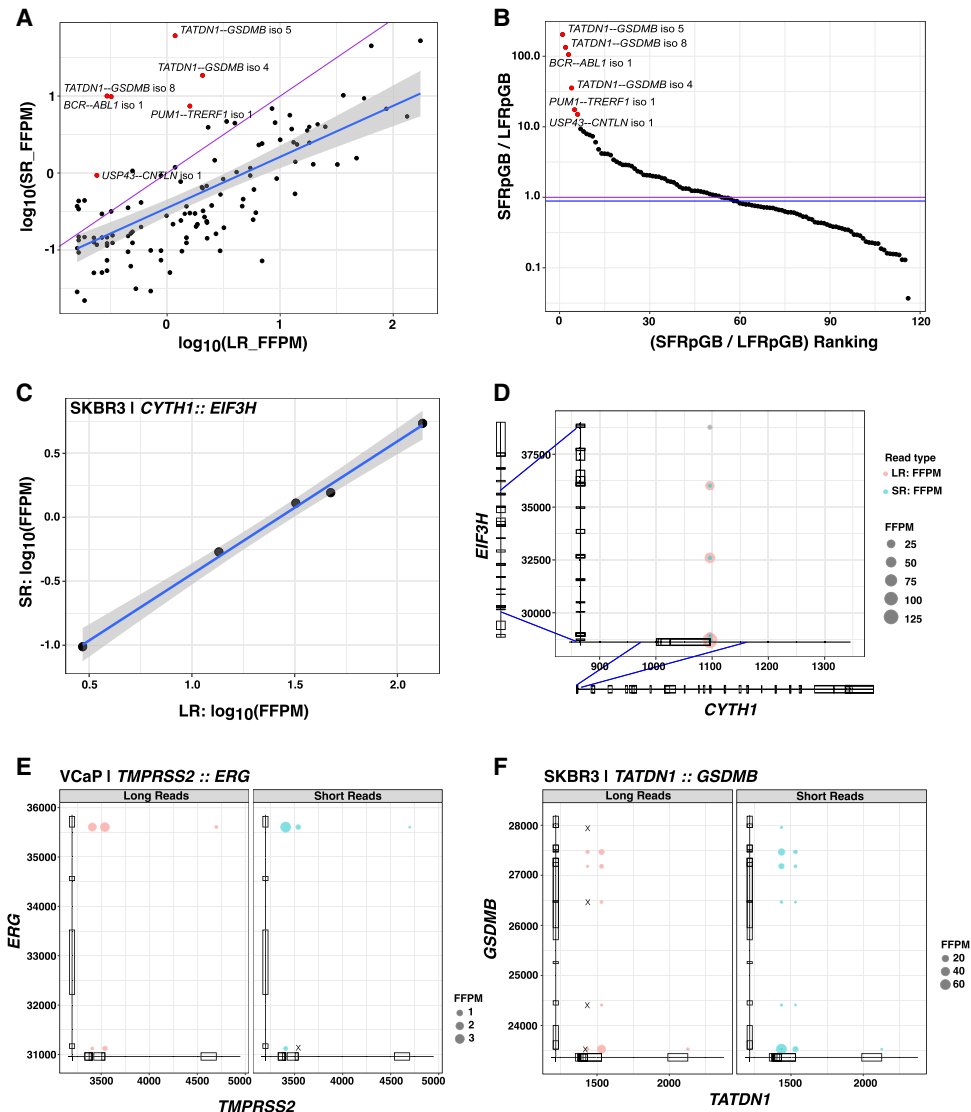 A
TATDN1--GSDMB iso 5
TATDN1--GSDMB iso 4
TATDN1--GSDMB iso 8
BCR--ABL1 iso 1
PUM1--TRERF1 iso 1
USP43--CNTLN iso 1
log10(SR_FFPM)
1
0
-1
0
1
2
log10(LR_FFPM)
B
TATDN1--GSDMB iso 5
TATDN1--GSDMB iso 8
BCR--ABL1 iso 1
TATDN1--GSDMB iso 4
PUM1--TRERF1 iso 1
USP43--CNTLN iso 1
SFRpGB / LFRpGB
100.0
10.0
1.0
0.1
0
30
60
90
120
(SFRpGB / LFRpGB) Ranking
C
SKBR3 | CYTH1:: EIF3H
SR: log10(FFPM)
0.5
0.0
-0.5
-1.0
0.5
1.0
1.5
2.0
LR: log10(FFPM)
D
EIF3H
37500
35000
32500
30000
900
1000
1100
1200
1300
CYTH1
Read type
LR: FFPM
SR: FFPM
FFPM
25
50
75
100
125
E
VCaP | TMPRSS2 :: ERG
Long Reads
Short Reads
ERG
36000
35000
34000
33000
32000
31000
X
3500
4000
4500
5000
3500
4000
4500
5000
TMPRSS2
FFPM
1
2
3
F
SKBR3 | TATDN1 :: GSDMB
Long Reads
Short Reads
GSDMB
28000
27000
26000
25000
24000
X
X
X
X
1500
2000
1500
2000
TATDN1
FFPM
20
40
60